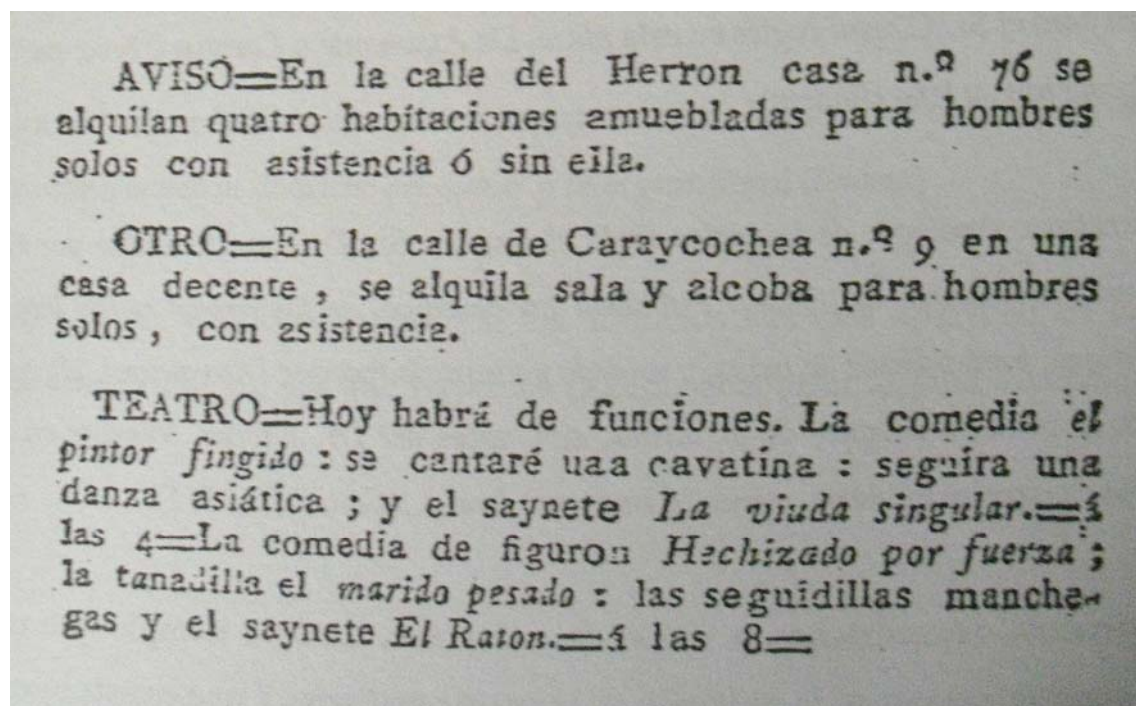 AVISO=En la calle del Herron casa n.º 76 se
alquilan quatro habitaciones amuebladas para hombres
solos con asistencia ó sin ella.
OTRO=En la calle de Caraycochea n.º 9 en una
casa decente, se alquila sala y alcoba para hombres
solos, con asistencia.
TEATRO=Hoy habrá de funciones. La comedia el
pintor fingido: se cantaré uaa cavatina: seguira una
danza asiática; y el saynete La viuda singular.=á
las 4=La comedia de figuron Hechizado por fuerza;
la tanadilla el marido pesado: las seguidillas manche-
gas y el saynete El Raton.=á las 8=